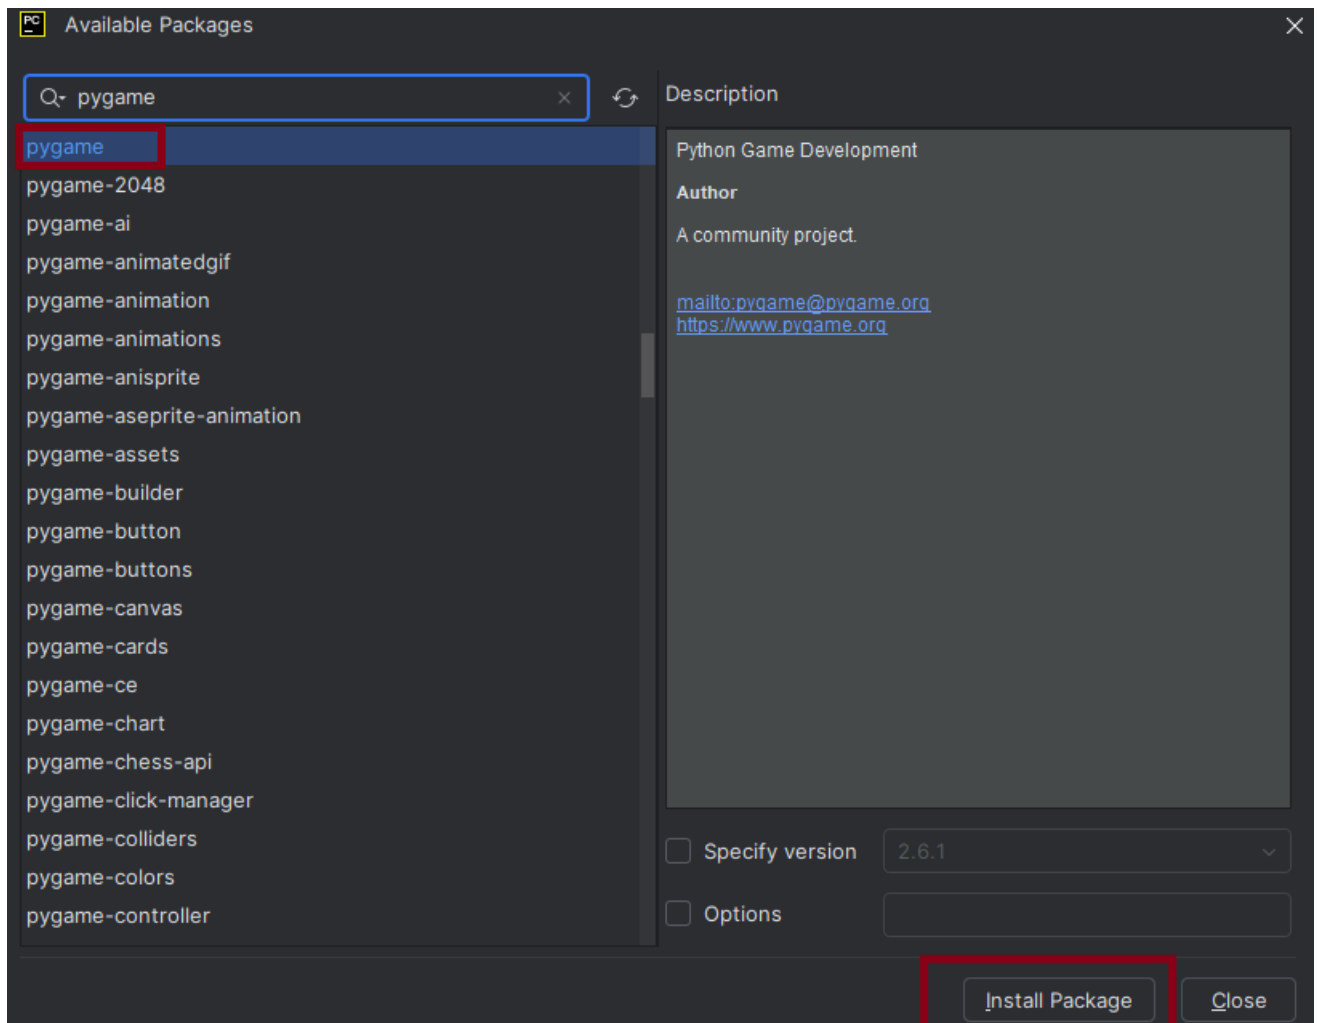 PC Available Packages
pygame
Description
pygame
pygame-2048
pygame-ai
pygame-animatedgif
pygame-animation
pygame-animations
pygame-anisprite
pygame-aseprite-animation
pygame-assets
pygame-builder
pygame-button
pygame-buttons
pygame-canvas
pygame-cards
pygame-ce
pygame-chart
pygame-chess-api
pygame-click-manager
pygame-colliders
pygame-colors
pygame-controller
Python Game Development
Author
A community project.
mailto:pygame@pygame.org
https://www.pygame.org
Specify version 2.6.1
Options
Install Package Close